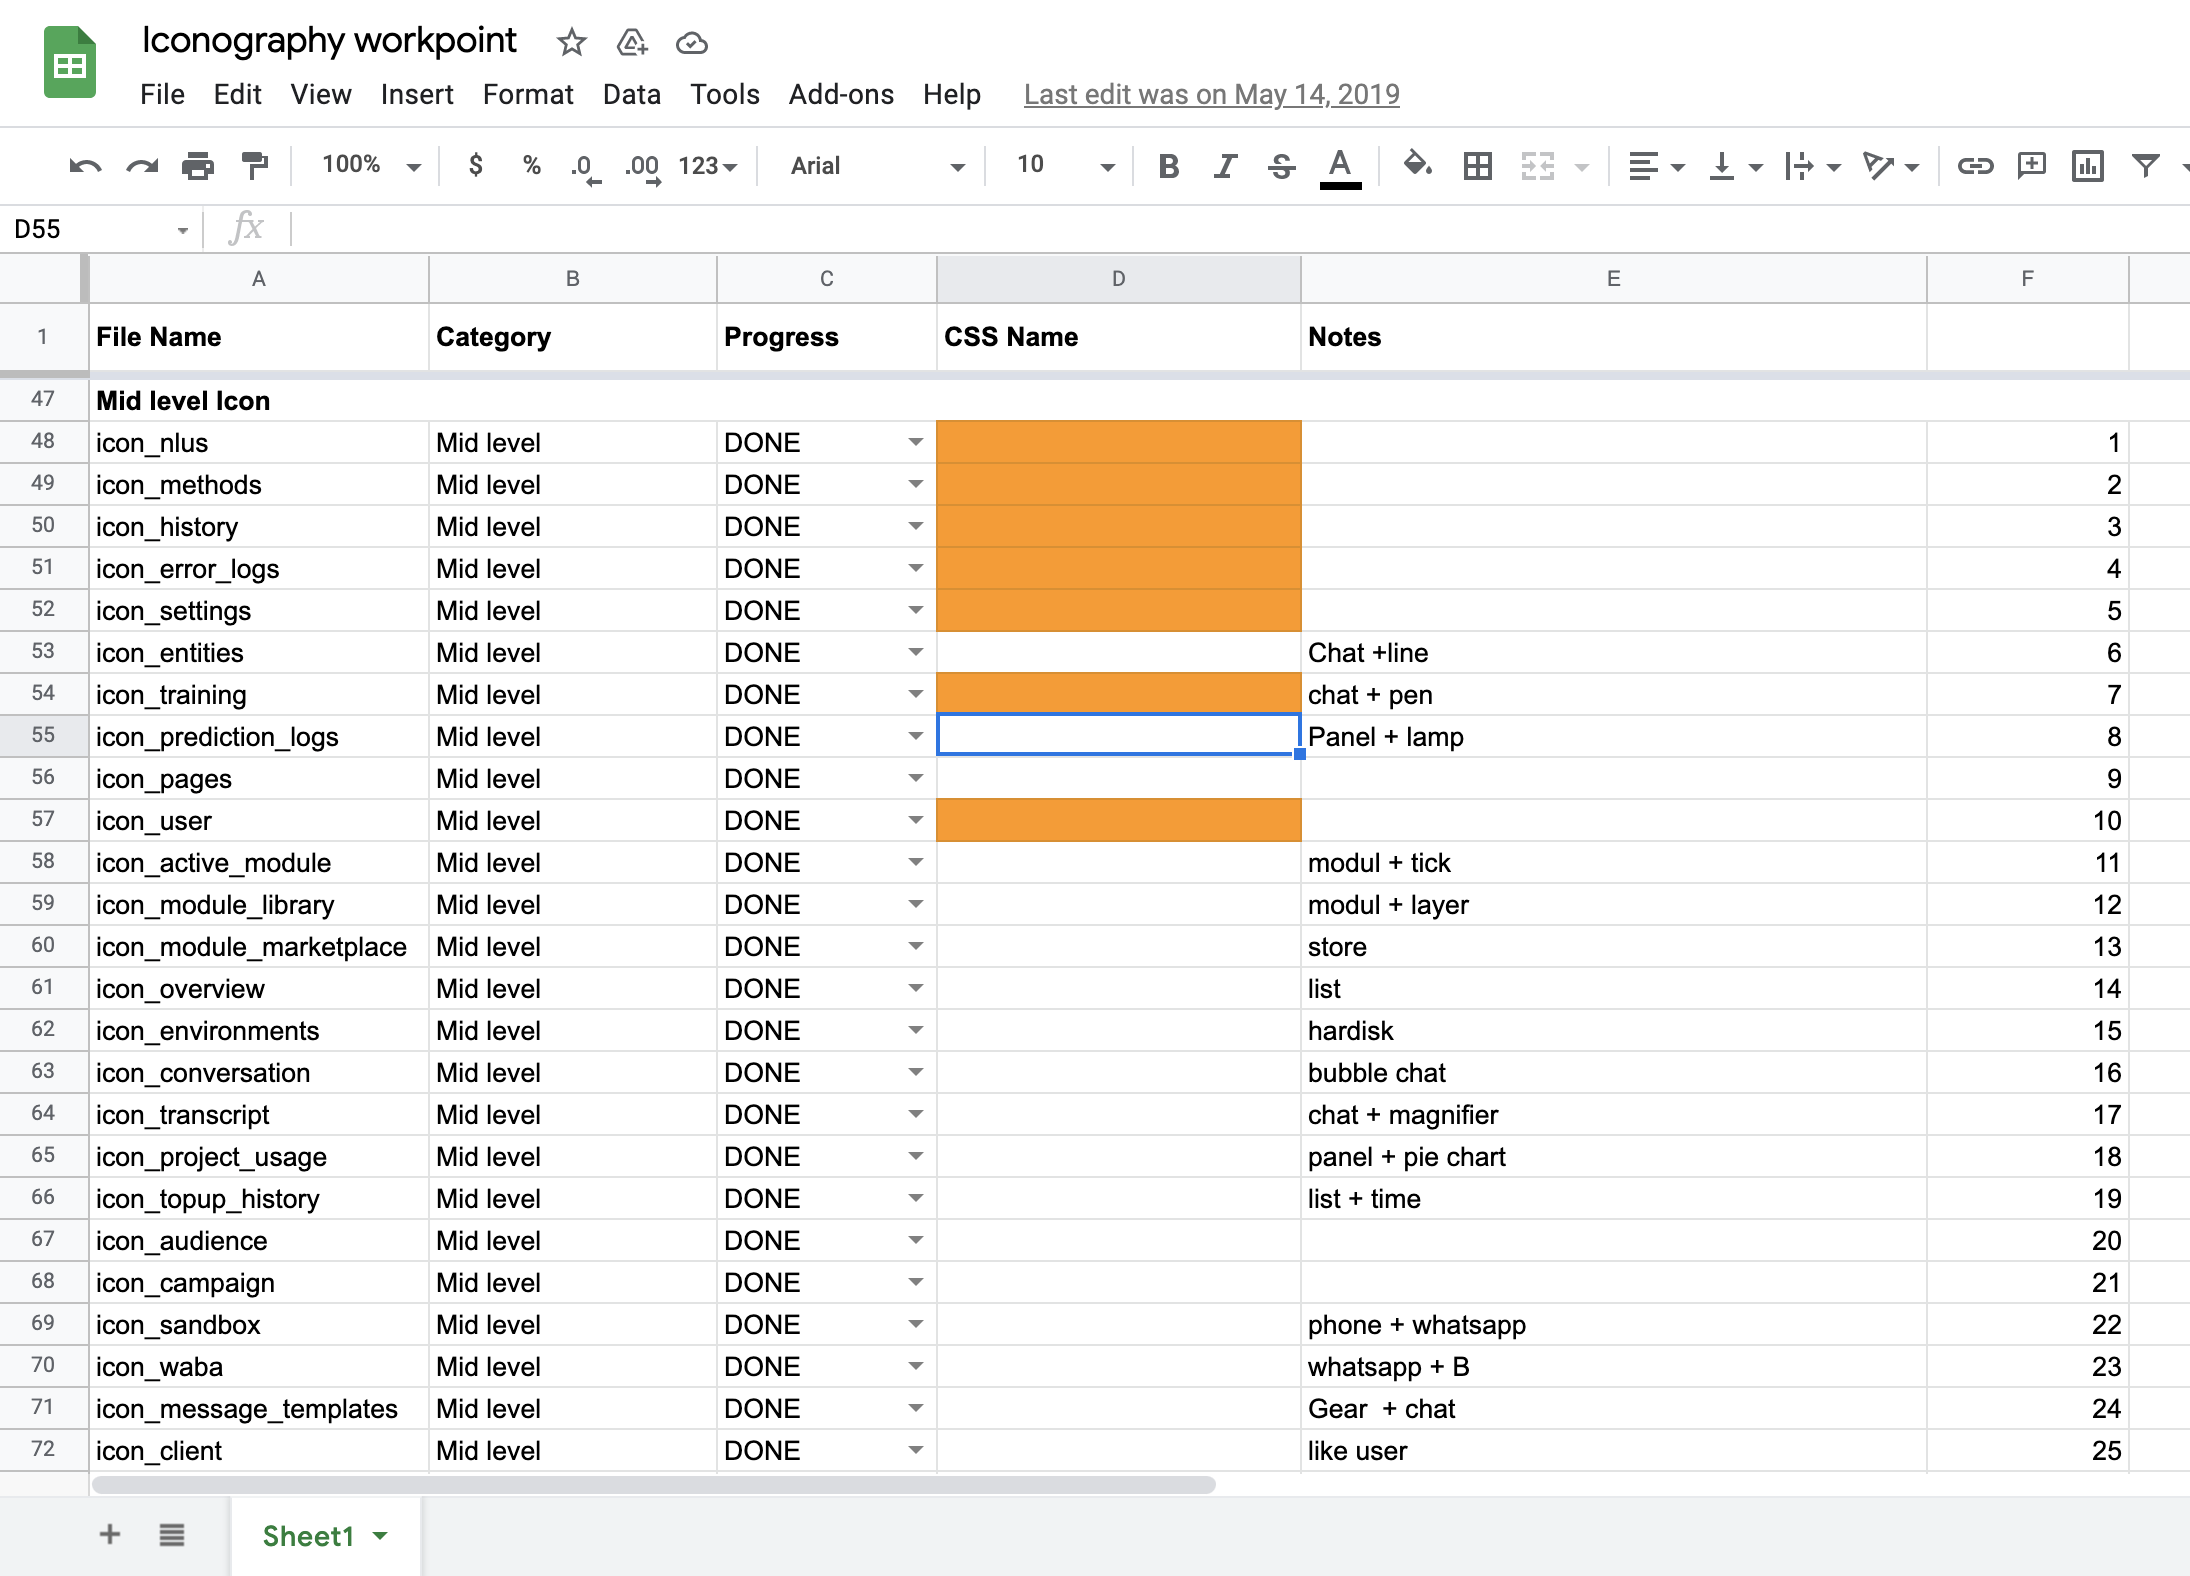 Iconography workpoint
File Edit View Insert Format Data Tools Add-ons Help Last edit was on May 14, 2019
100% $ % .0 .00 123 Arial 10 B I S A
D55 fx
A B C D E F
1 File Name Category Progress CSS Name Notes
47 Mid level Icon
48 icon_nlus Mid level DONE 1
49 icon_methods Mid level DONE 2
50 icon_history Mid level DONE 3
51 icon_error_logs Mid level DONE 4
52 icon_settings Mid level DONE 5
53 icon_entities Mid level DONE Chat +line 6
54 icon_training Mid level DONE chat + pen 7
55 icon_prediction_logs Mid level DONE Panel + lamp 8
56 icon_pages Mid level DONE 9
57 icon_user Mid level DONE 10
58 icon_active_module Mid level DONE modul + tick 11
59 icon_module_library Mid level DONE modul + layer 12
60 icon_module_marketplace Mid level DONE store 13
61 icon_overview Mid level DONE list 14
62 icon_environments Mid level DONE hardisk 15
63 icon_conversation Mid level DONE bubble chat 16
64 icon_transcript Mid level DONE chat + magnifier 17
65 icon_project_usage Mid level DONE panel + pie chart 18
66 icon_topup_history Mid level DONE list + time 19
67 icon_audience Mid level DONE 20
68 icon_campaign Mid level DONE 21
69 icon_sandbox Mid level DONE phone + whatsapp 22
70 icon_waba Mid level DONE whatsapp + B 23
71 icon_message_templates Mid level DONE Gear  + chat 24
72 icon_client Mid level DONE like user 25
Sheet1